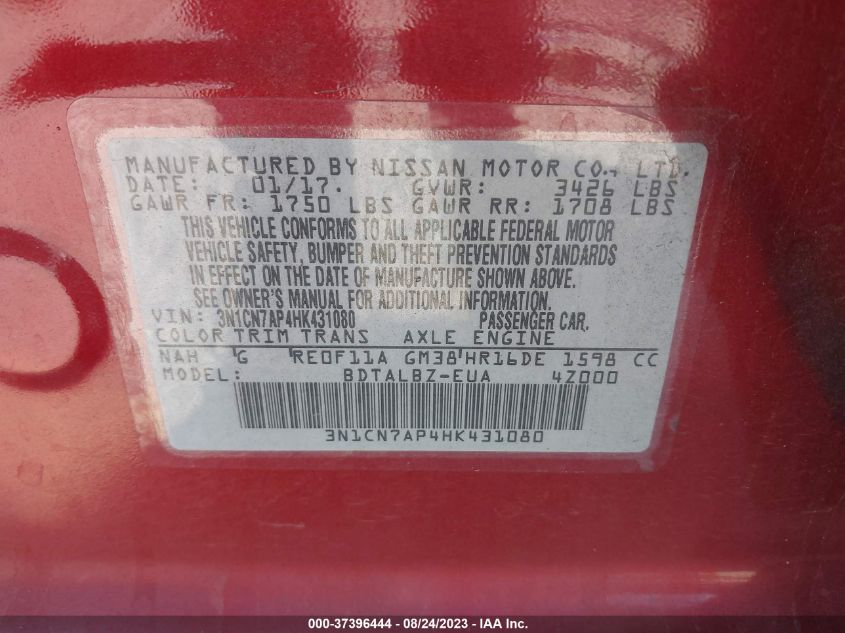 MANUFACTURED BY NISSAN MOTOR CO., LTD.
DATE: 01/17. GVWR: 3426 LBS
GAWR FR: 1750 LBS GAWR RR: 1708 LBS
THIS VEHICLE CONFORMS TO ALL APPLICABLE FEDERAL MOTOR
VEHICLE SAFETY, BUMPER AND THEFT PREVENTION STANDARDS
IN EFFECT ON THE DATE OF MANUFACTURE SHOWN ABOVE.
SEE OWNER'S MANUAL FOR ADDITIONAL INFORMATION.
VIN: 3N1CN7AP4HK431080 PASSENGER CAR.
COLOR TRIM TRANS AXLE ENGINE
NAH G RE0F11A GM38 HR16DE 1598 CC
MODEL: BDTALBZ-EUA 4Z000
3N1CN7AP4HK431080
000-37396444 - 08/24/2023 - IAA Inc.